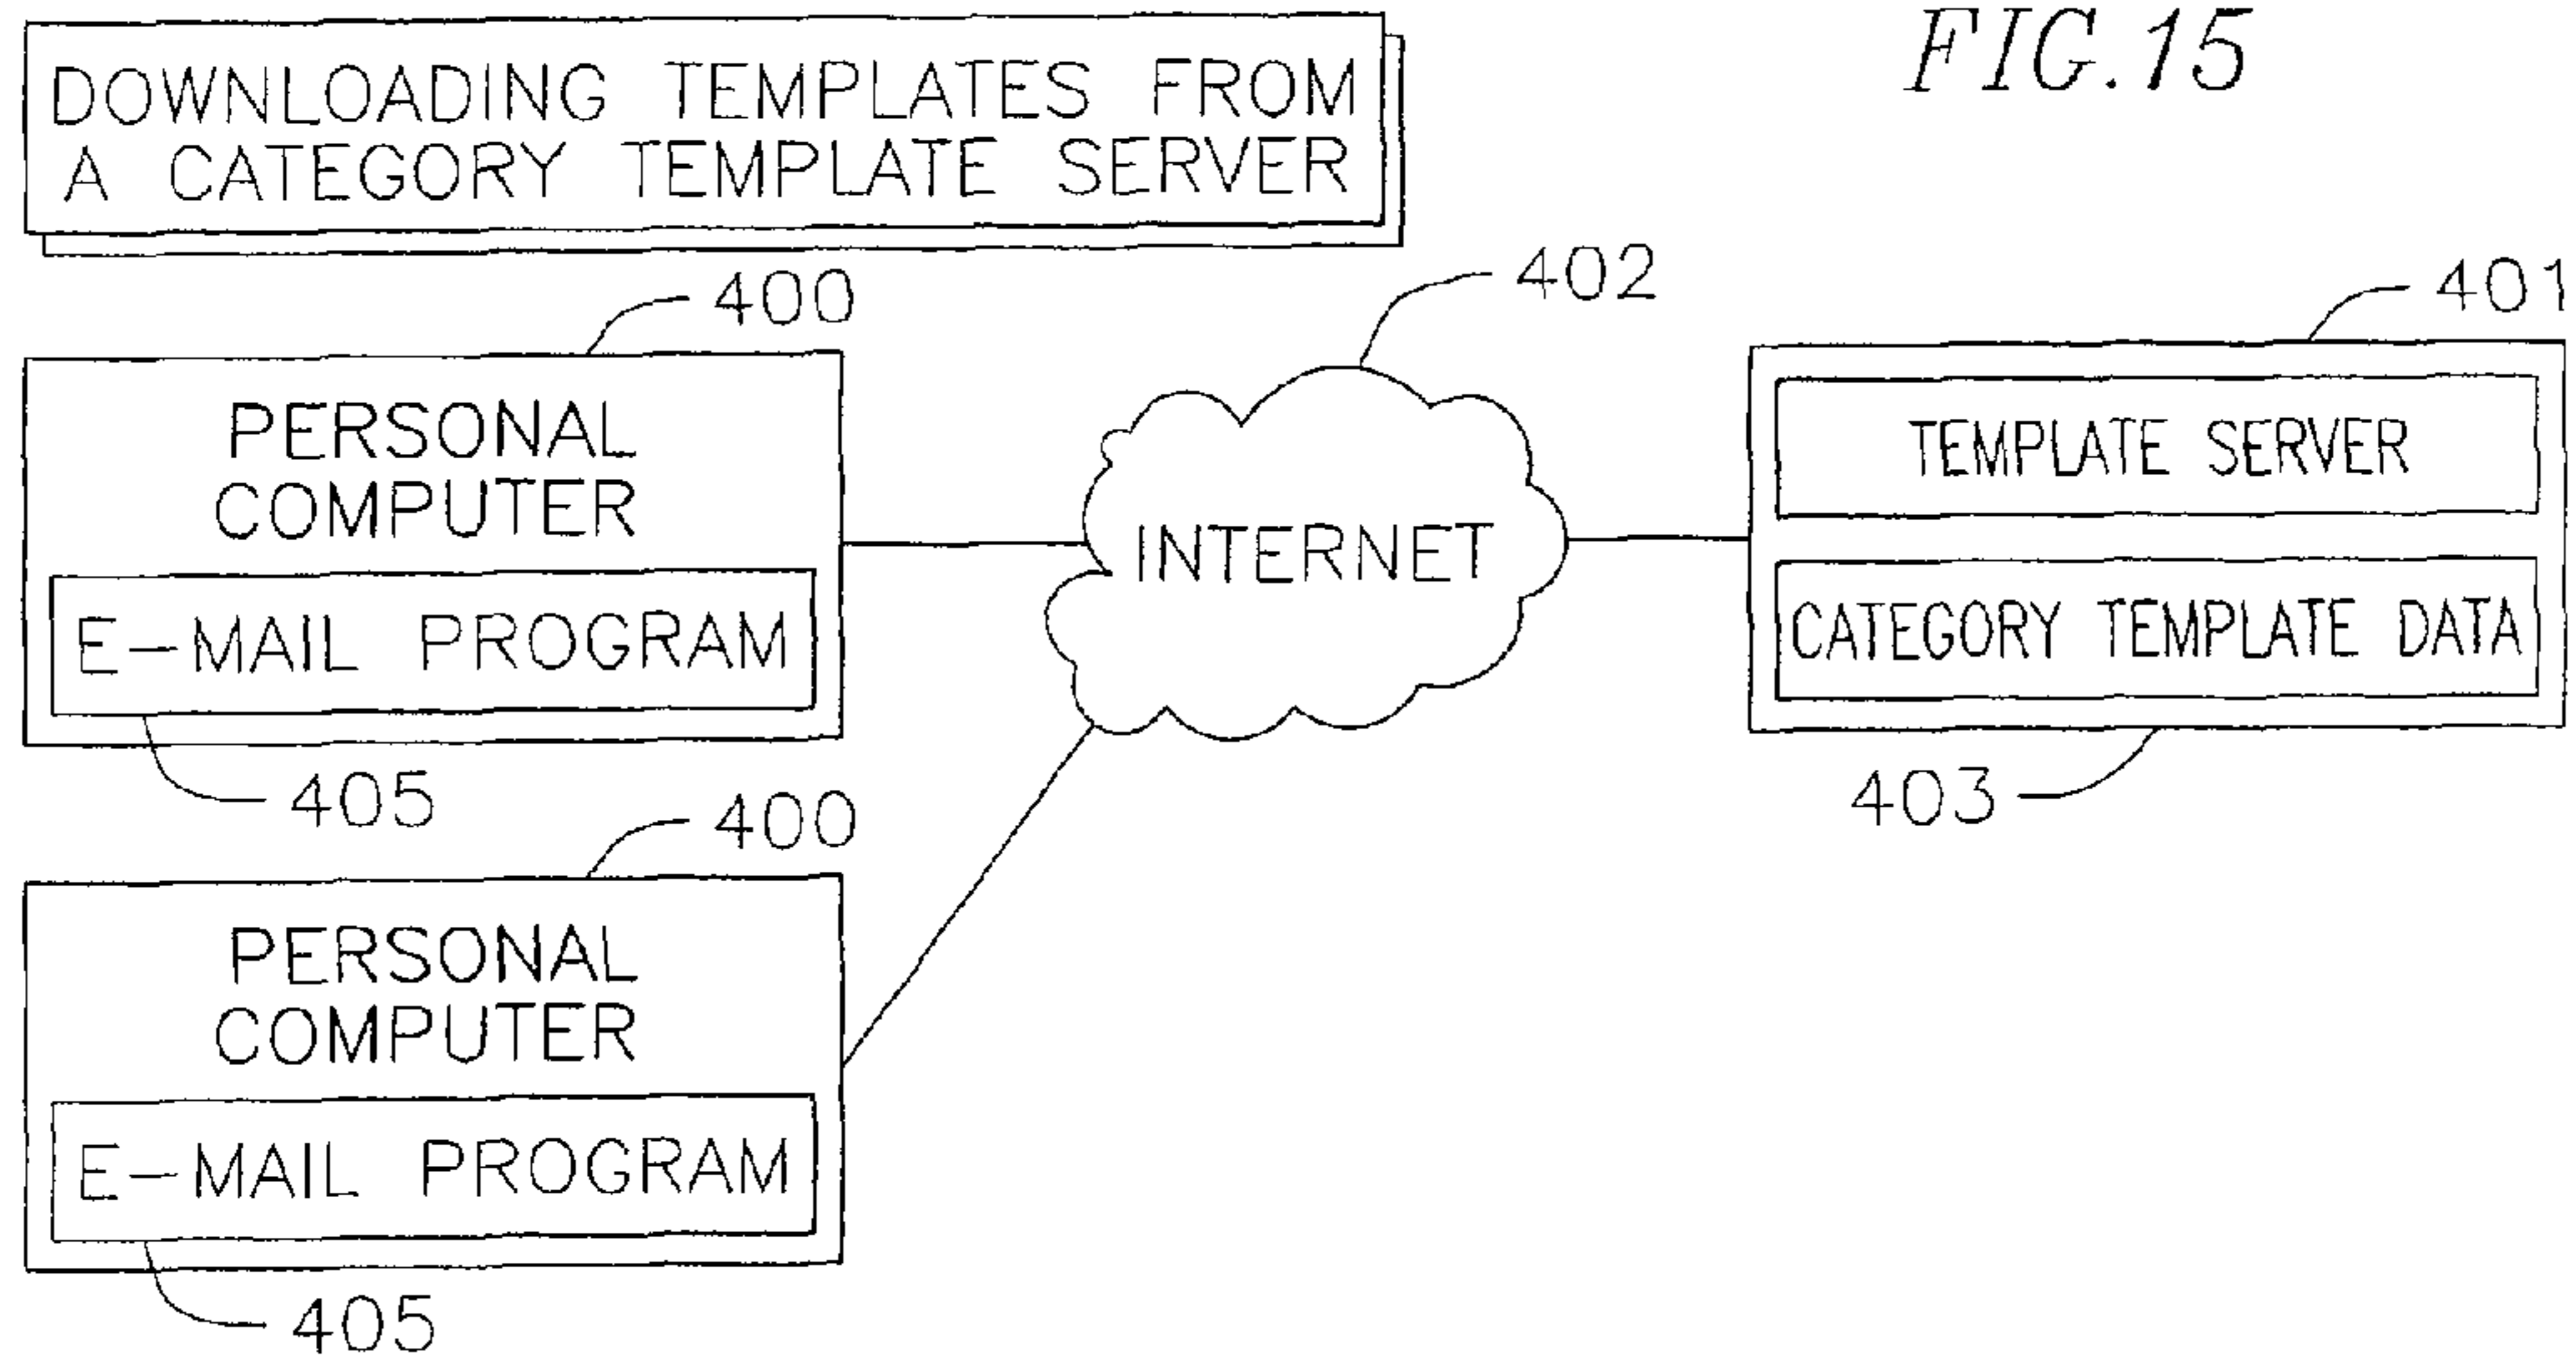 FIG. 15
DOWNLOADING TEMPLATES FROM
A CATEGORY TEMPLATE SERVER
400
PERSONAL
COMPUTER
E-MAIL PROGRAM
405
402
INTERNET
401
TEMPLATE SERVER
CATEGORY TEMPLATE DATA
403
400
PERSONAL
COMPUTER
E-MAIL PROGRAM
405